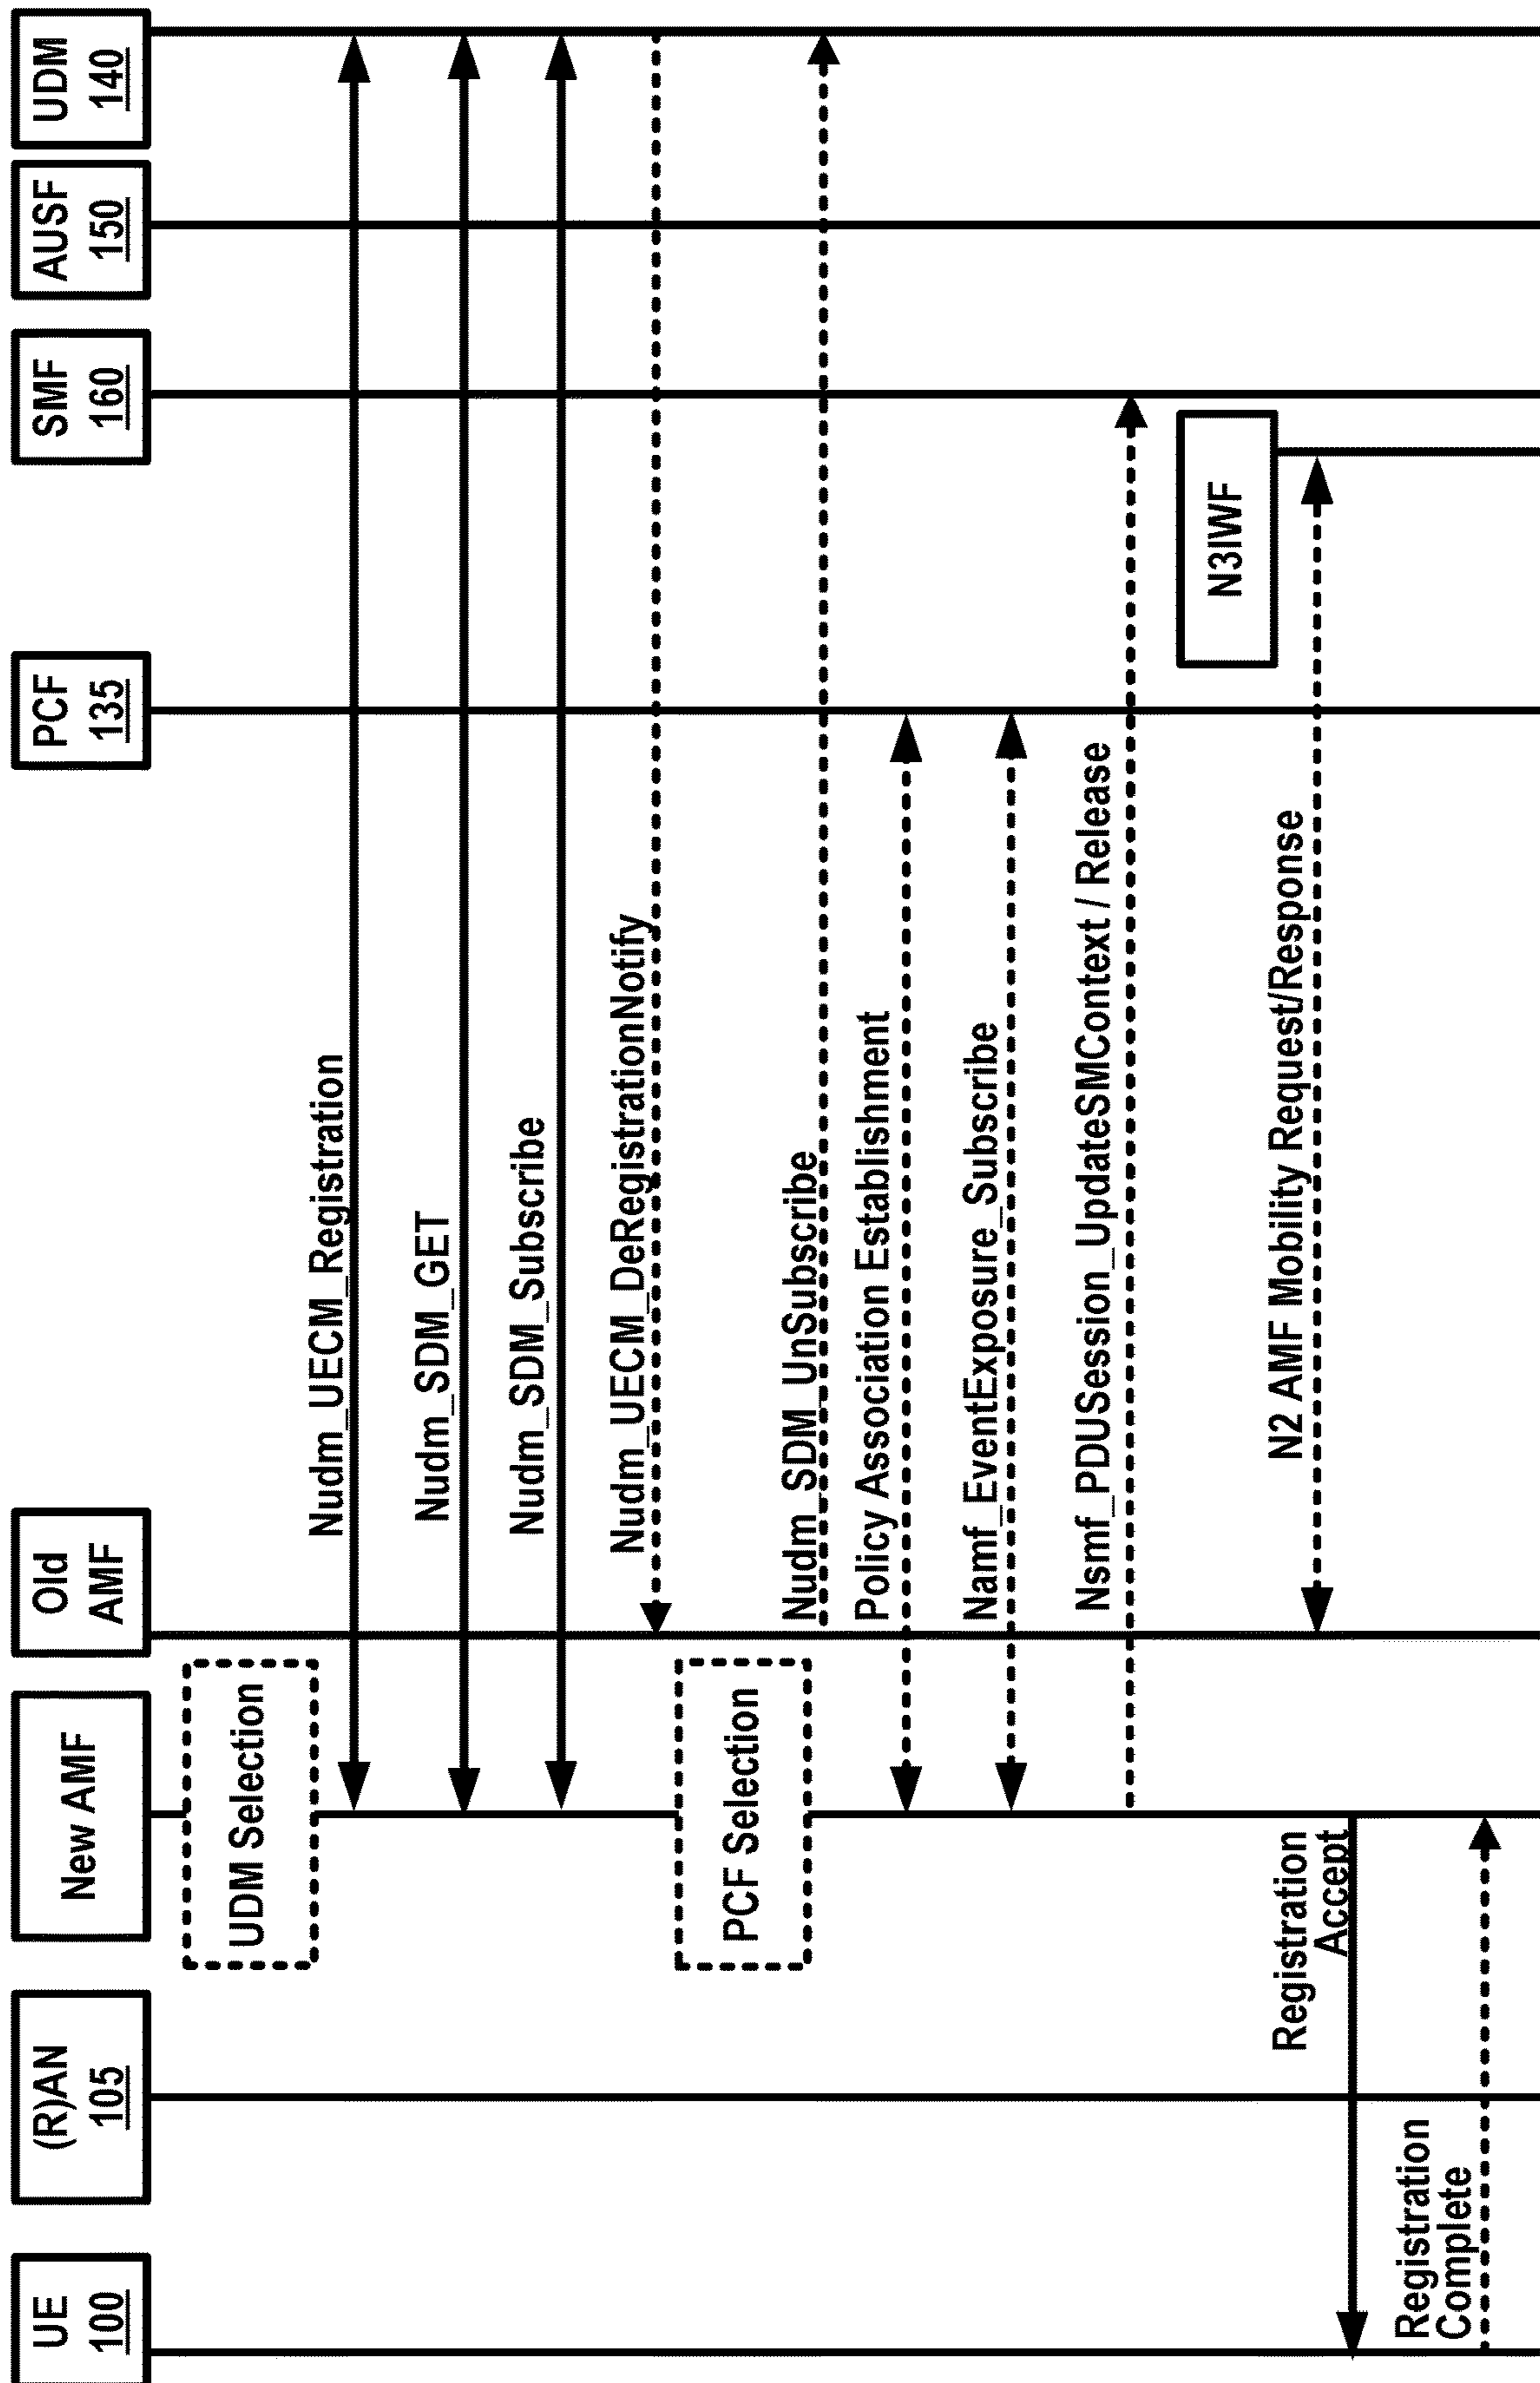 UE
100
(R)AN
105
New AMF
Old
AMF
PCF
135
SMF
160
AUSF
150
UDM
140
UDM Selection
Nudm_UECM_Registration
Nudm_SDM_GET
Nudm_SDM_Subscribe
Nudm_UECM_DeRegistrationNotify
PCF Selection
Nudm_SDM_UnSubscribe
Policy Association Establishment
Namf_EventExposure_Subscribe
Nsmf_PDUSession_UpdateSMContext / Release
N3IWF
N2 AMF Mobility Request/Response
Registration
Accept
Registration
Complete